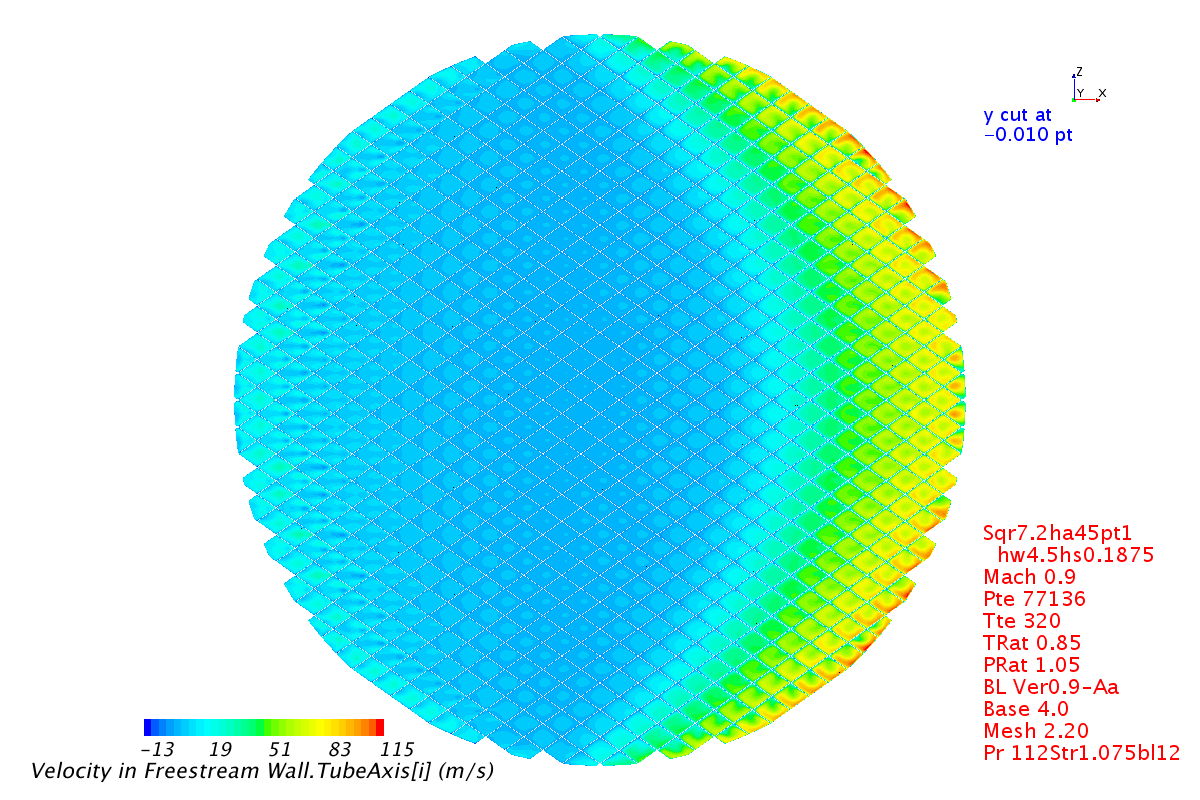 Z
Y X
y cut at
-0.010 pt
Sqr7.2ha45pt1
hw4.5hs0.1875
Mach 0.9
Pte 77136
Tte 320
TRat 0.85
PRat 1.05
BL Ver0.9-Aa
Base 4.0
Mesh 2.20
Pr 112Str1.075bl12
-13 19 51 83 115
Velocity in Freestream Wall.TubeAxis[i] (m/s)